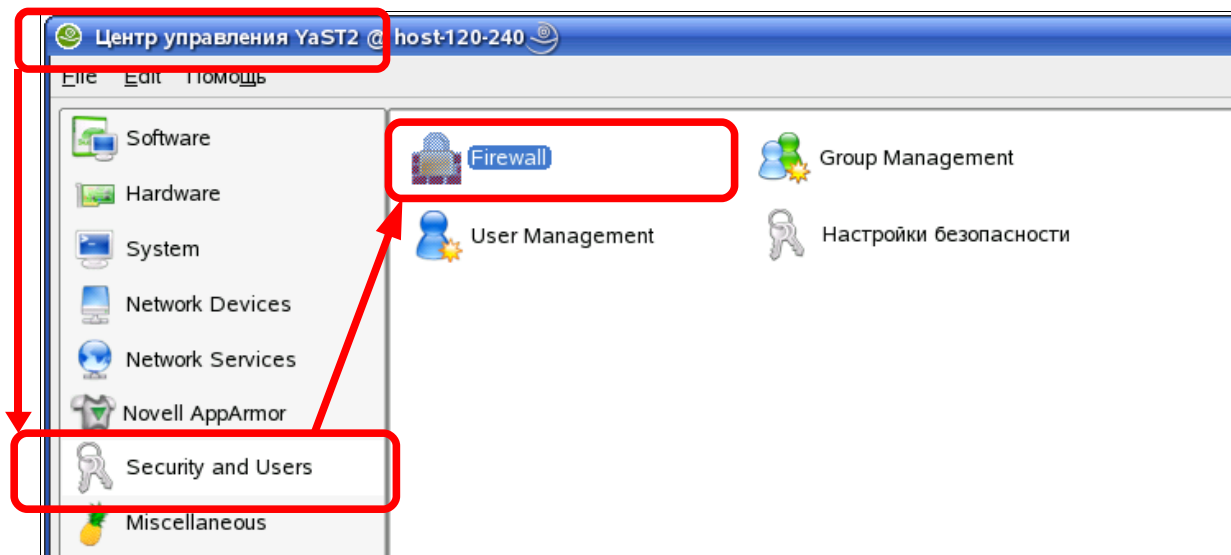 Центр управления YaST2 @ host-120-240
File Edit Помощь
Software
Hardware
System
Network Devices
Network Services
Novell AppArmor
Security and Users
Miscellaneous
Firewall
Group Management
User Management
Настройки безопасности